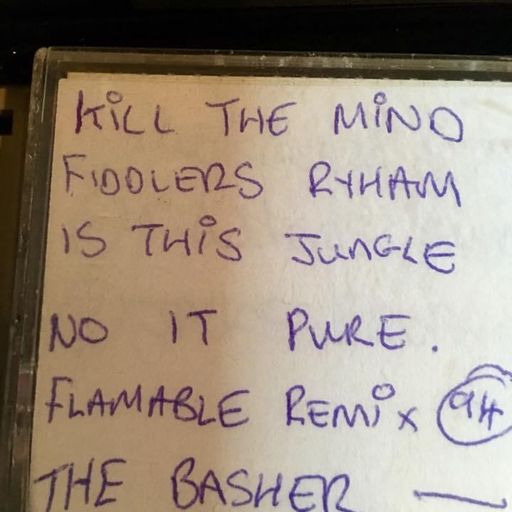 KiLL THE MiND
FIDDLERS RYHAM
IS THiS JUNGLE
NO IT PURE.
FLAMABLE REMiX 94
THE BASHER —